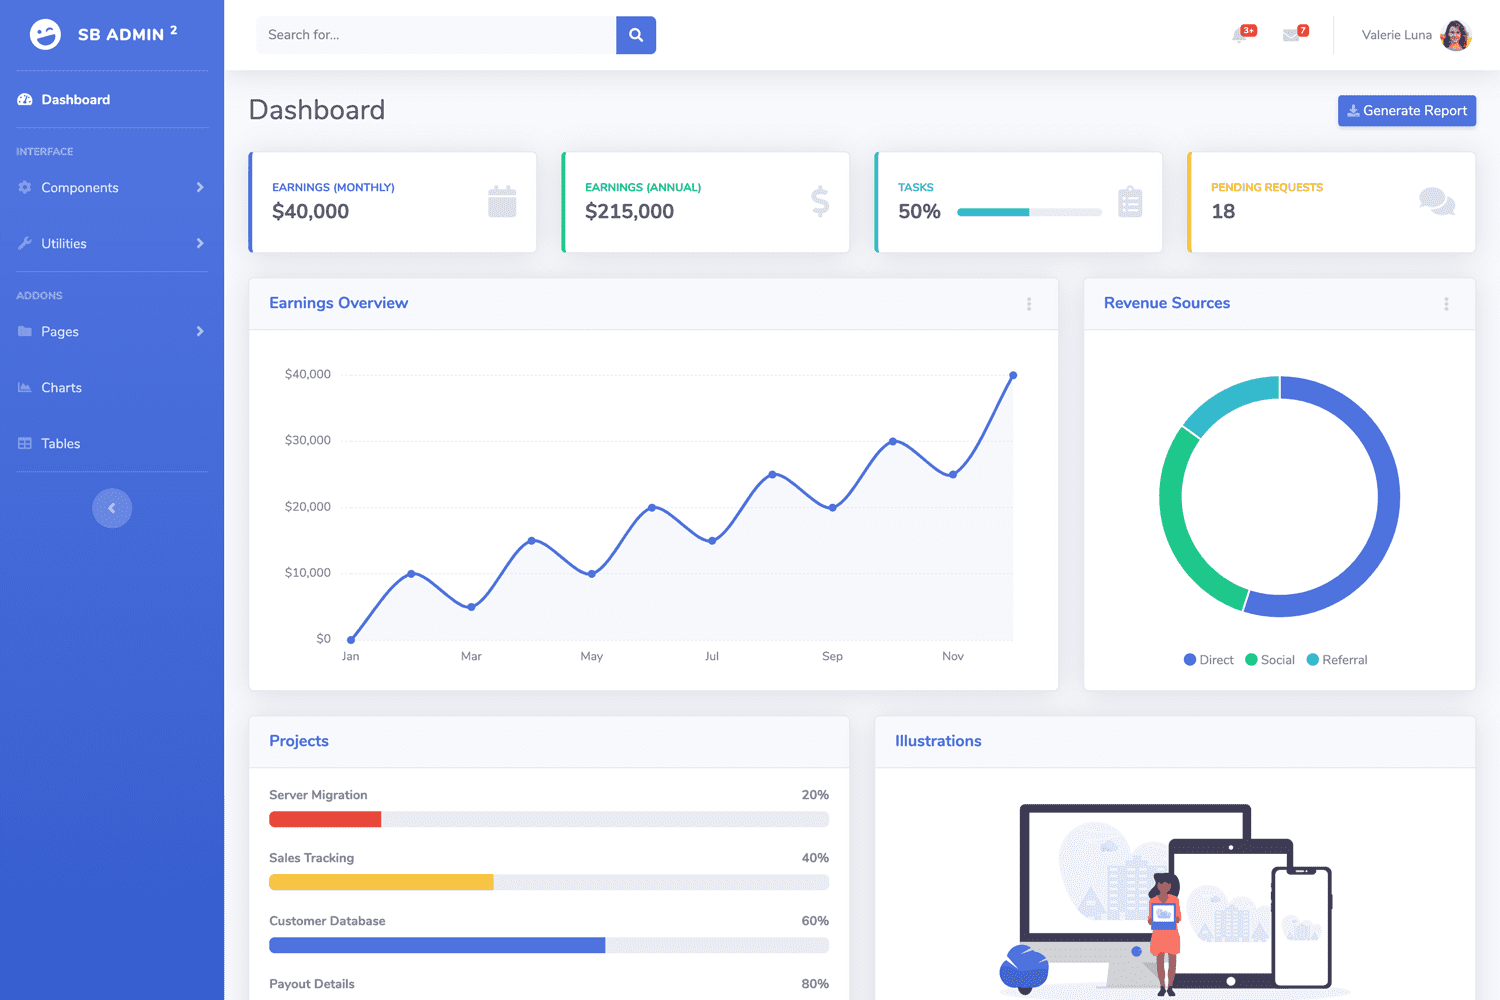 SB ADMIN 2
Search for...
3+
7
Valerie Luna
Dashboard
INTERFACE
Components
Utilities
ADDONS
Pages
Charts
Tables
Dashboard
Generate Report
EARNINGS (MONTHLY)
$40,000
EARNINGS (ANNUAL)
$215,000
TASKS
50%
PENDING REQUESTS
18
Earnings Overview
$40,000
$30,000
$20,000
$10,000
$0
Jan Mar May Jul Sep Nov
Revenue Sources
Direct Social Referral
Projects
Server Migration 20%
Sales Tracking 40%
Customer Database 60%
Payout Details 80%
Illustrations